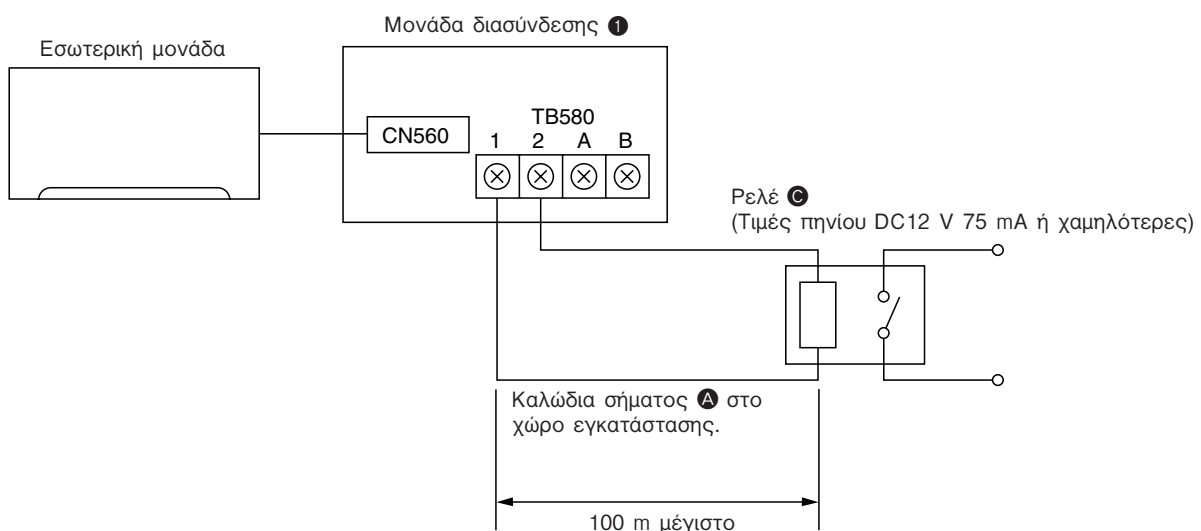 Μονάδα διασύνδεσης ❶
Εσωτερική μονάδα
CN560
TB580
1 2 A B
Ρελέ 🅒
(Τιμές πηνίου DC12 V 75 mA ή χαμηλότερες)
Καλώδια σήματος 🅐 στο
χώρο εγκατάστασης.
100 m μέγιστο